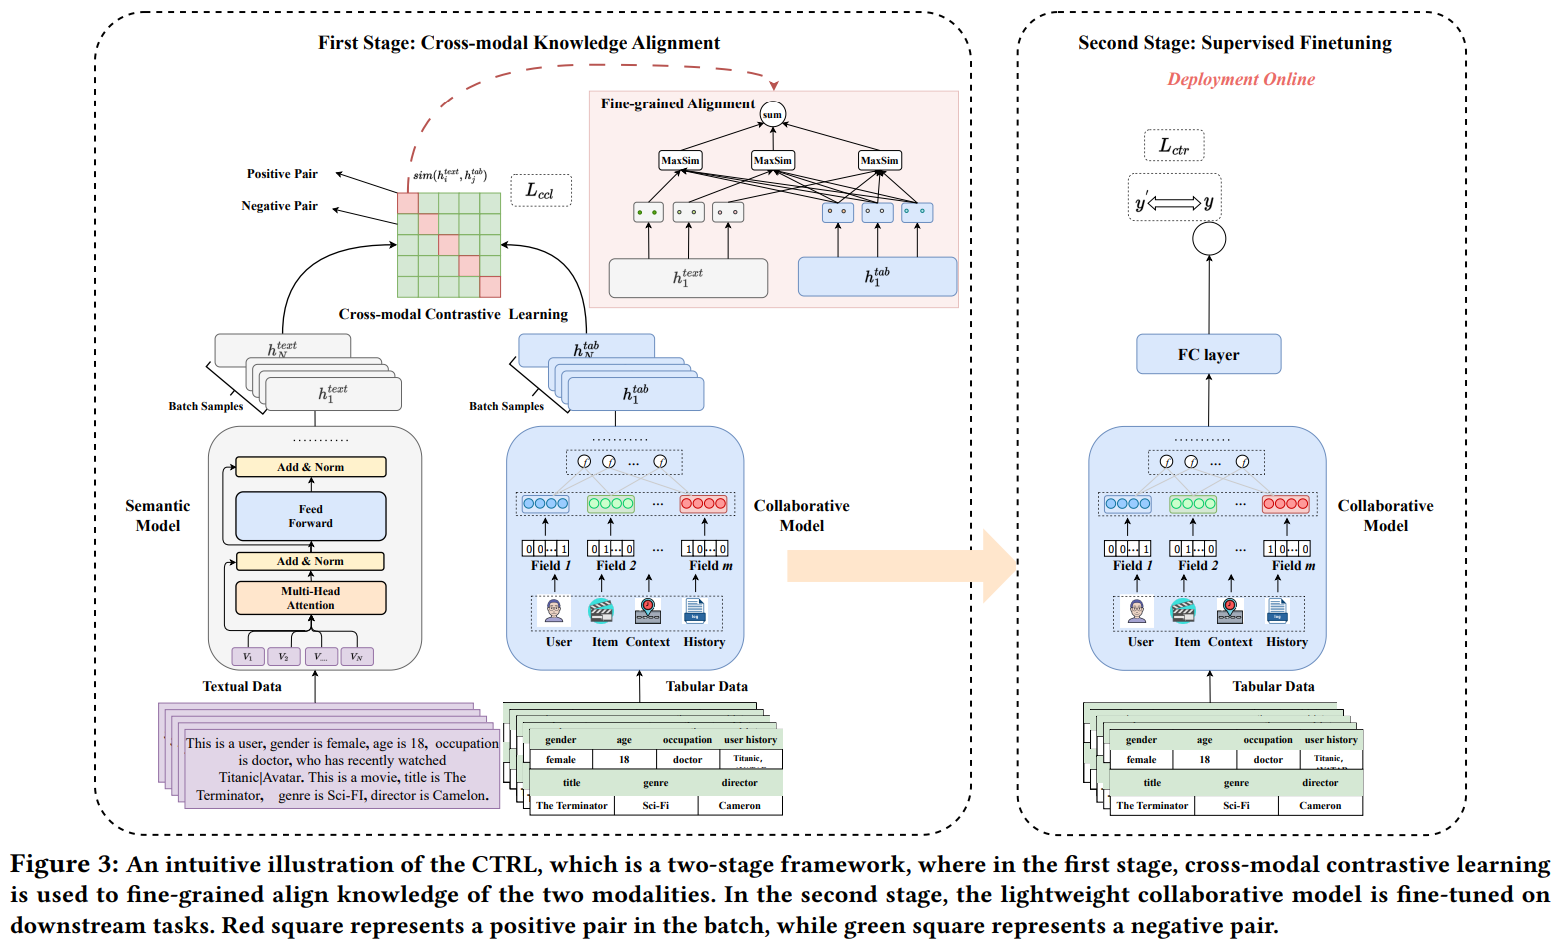 First Stage: Cross-modal Knowledge Alignment
Fine-grained Alignment
sum
MaxSim
MaxSim
MaxSim
Positive Pair
Negative Pair
sim(h_i^{text}, h_j^{tab})
L_{ccl}
h_1^{text}
h_1^{tab}
Cross-modal Contrastive Learning
h_N^{text}
h_1^{text}
Batch Samples
h_N^{tab}
h_1^{tab}
Batch Samples
..........
Add & Norm
Feed
Forward
Add & Norm
Multi-Head
Attention
V_1
V_2
V_{...}
V_N
Semantic
Model
Textual Data
This is a user, gender is female, age is 18, occupation
is doctor, who has recently watched
Titanic|Avatar. This is a movie, title is The
Terminator, genre is Sci-FI, director is Camelon.
..........
f f ... f
...
0 0 ... 1
0 1 ... 0
...
1 0 ... 0
Field 1
Field 2
Field m
User
Item
Context
History
Collaborative
Model
Tabular Data
gender age occupation user history
female 18 doctor Titanic,
title genre director
The Terminator Sci-Fi Cameron
Second Stage: Supervised Finetuning
Deployment Online
L_{ctr}
y′ y
FC layer
..........
f f ... f
...
0 0 ... 1
0 1 ... 0
...
1 0 ... 0
Field 1
Field 2
Field m
User
Item
Context
History
Collaborative
Model
Tabular Data
gender age occupation user history
female 18 doctor Titanic,
title genre director
The Terminator Sci-Fi Cameron
Figure 3: An intuitive illustration of the CTRL, which is a two-stage framework, where in the first stage, cross-modal contrastive learning
is used to fine-grained align knowledge of the two modalities. In the second stage, the lightweight collaborative model is fine-tuned on
downstream tasks. Red square represents a positive pair in the batch, while green square represents a negative pair.